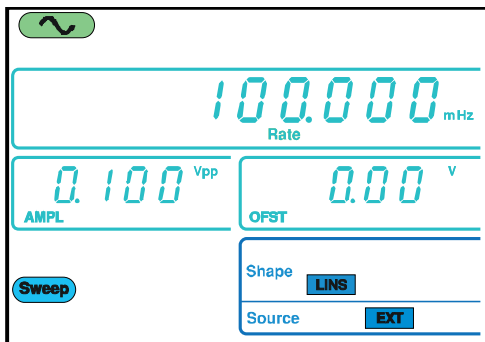 100.000 mHz
Rate
0.100 Vpp
AMPL
0.00 V
OFST
Sweep
Shape LINS
Source EXT